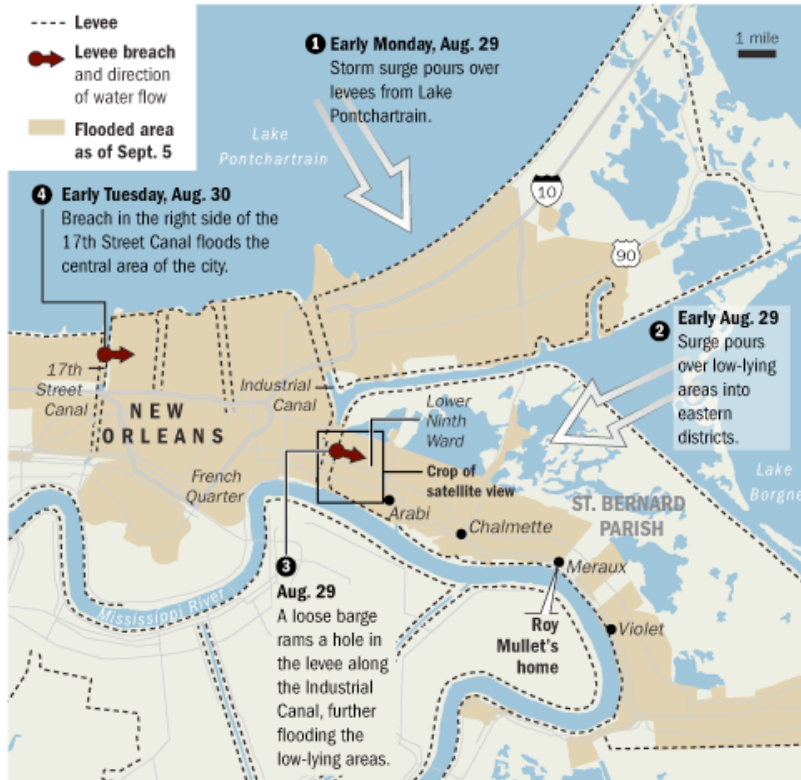 Levee
Levee breach
and direction
of water flow
Flooded area
as of Sept. 5
1 Early Monday, Aug. 29
Storm surge pours over
levees from Lake
Pontchartrain.
1 mile
Lake
Pontchartrain
4 Early Tuesday, Aug. 30
Breach in the right side of the
17th Street Canal floods the
central area of the city.
10
90
2 Early Aug. 29
Surge pours
over low-lying
areas into
eastern
districts.
17th
Street
Canal
Industrial
Canal
NEW
ORLEANS
Lower
Ninth
Ward
French
Quarter
Crop of
satellite view
Lake
Borgne
Arabi
Chalmette
ST. BERNARD
PARISH
Meraux
Mississippi River
3
Aug. 29
A loose barge
rams a hole in
the levee along
the Industrial
Canal, further
flooding the
low-lying areas.
Roy
Mullet's
home
Violet